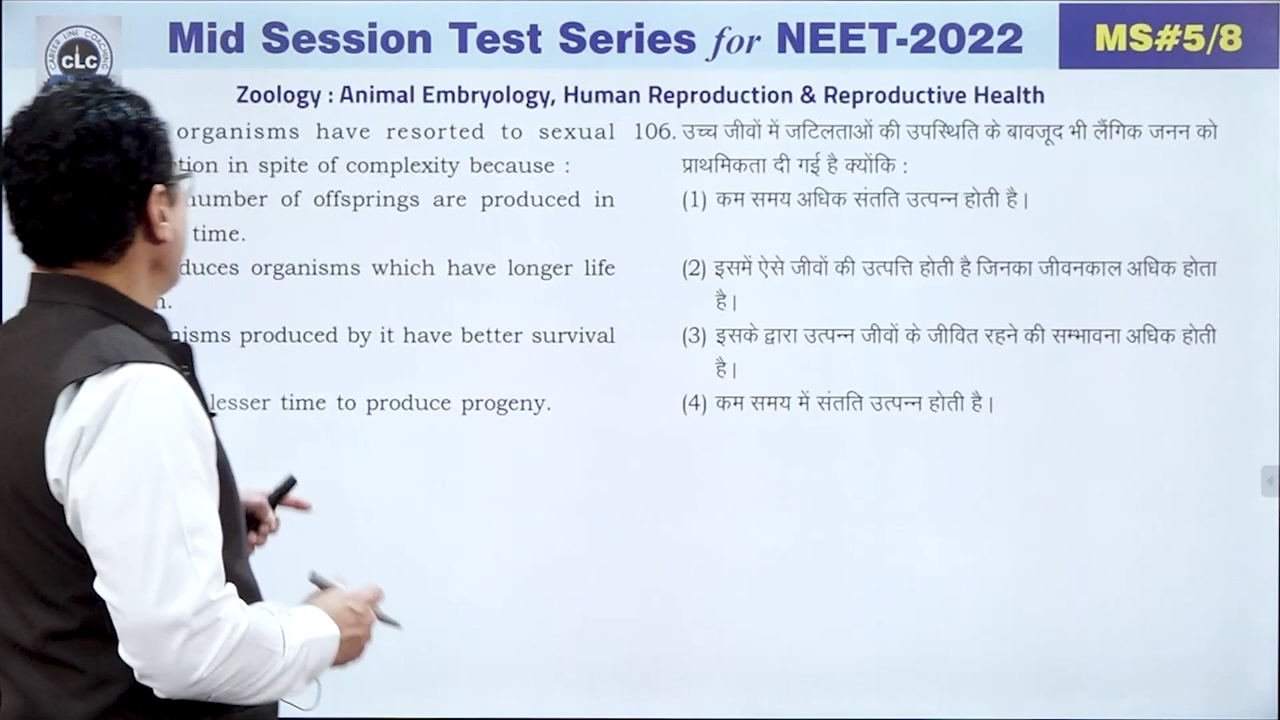 CAREER LINE COACHING
CLC
Mid Session Test Series for NEET-2022
MS#5/8
Zoology : Animal Embryology, Human Reproduction & Reproductive Health
organisms have resorted to sexual
tion in spite of complexity because :
number of offsprings are produced in
time.
duces organisms which have longer life
n.
nisms produced by it have better survival
lesser time to produce progeny.
106. उच्च जीवों में जटिलताओं की उपस्थिति के बावजूद भी लैंगिक जनन को
प्राथमिकता दी गई है क्योंकि :
(1) कम समय अधिक संतति उत्पन्न होती है।
(2) इसमें ऐसे जीवों की उत्पत्ति होती है जिनका जीवनकाल अधिक होता
है।
(3) इसके द्वारा उत्पन्न जीवों के जीवित रहने की सम्भावना अधिक होती
है।
(4) कम समय में संतति उत्पन्न होती है।